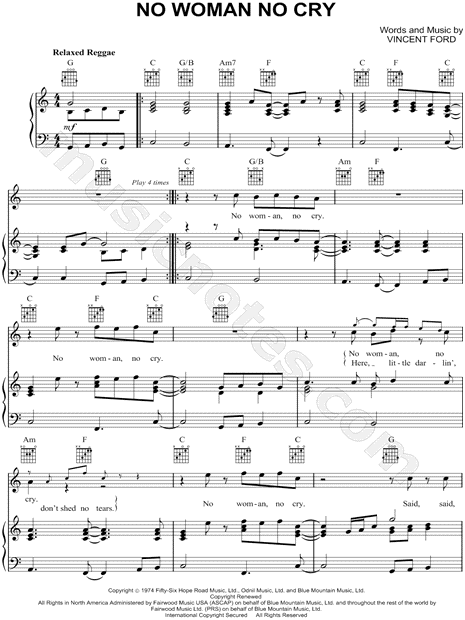 NO WOMAN NO CRY
Words and Music by
VINCENT FORD
Relaxed Reggae
G C G/B Am7 F C F C
mf
G C G/B Am F
Play 4 times
No wom-an, no cry.
C F C G C G/B
No wom-an, no cry. (No wom-an, no
(Here, lit-tle dar-lin',
Am F C F C G
cry. No wom-an, no cry. Said, said,
don't shed no tears.)
musicnotes.com
Copyright © 1974 Fifty-Six Hope Road Music, Ltd., Odnil Music, Ltd. and Blue Mountain Music, Ltd.
Copyright Renewed
All Rights in North America Administered by Fairwood Music USA (ASCAP) on behalf of Blue Mountain Music, Ltd. and throughout the rest of the world by
Fairwood Music Ltd. (PRS) on behalf of Blue Mountain Music, Ltd.
International Copyright Secured All Rights Reserved